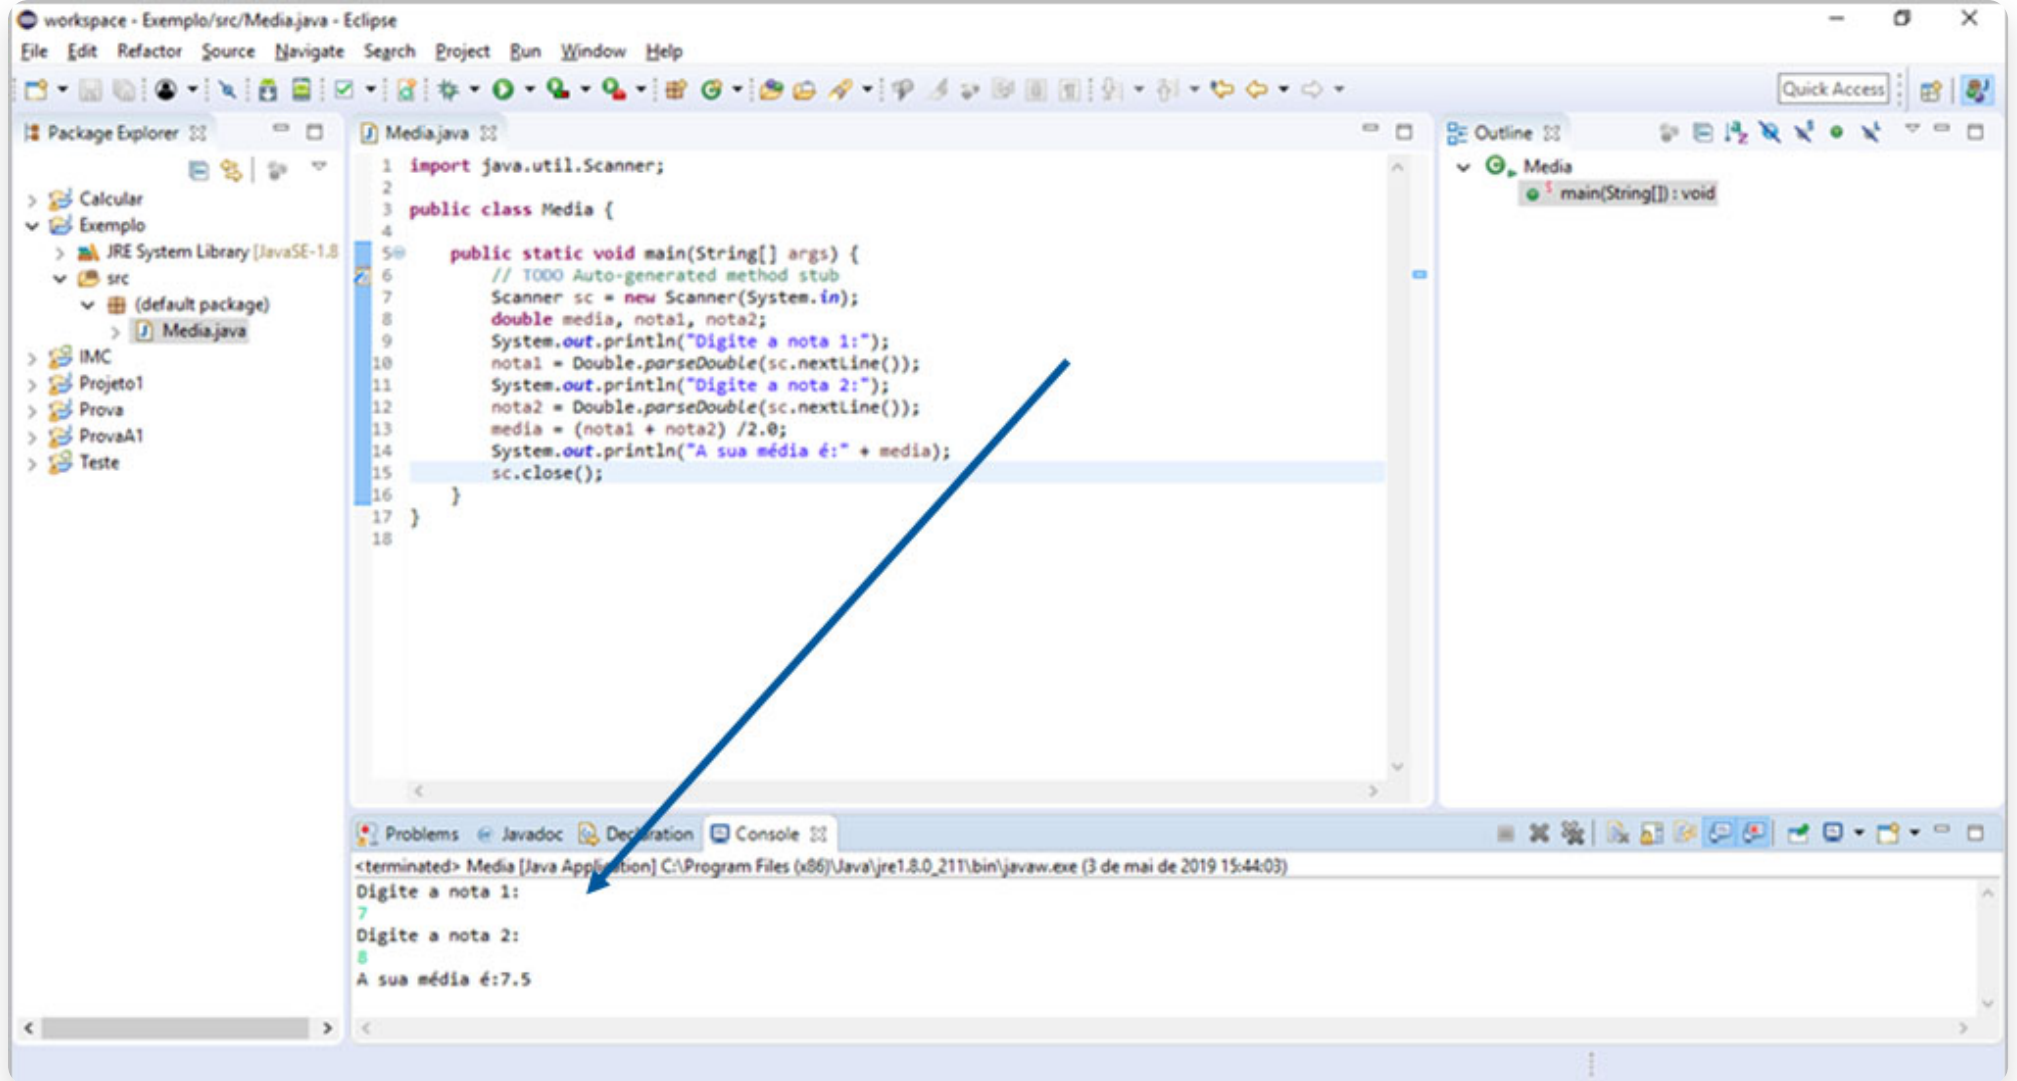 workspace - Exemplo/src/Media.java - Eclipse
File Edit Refactor Source Navigate Search Project Run Window Help
Quick Access
Package Explorer
Calcular
Exemplo
JRE System Library [JavaSE-1.8
src
(default package)
Media.java
IMC
Projeto1
Prova
ProvaA1
Teste
Media.java
1 import java.util.Scanner;
2
3 public class Media {
4
5 public static void main(String[] args) {
6 // TODO Auto-generated method stub
7 Scanner sc = new Scanner(System.in);
8 double media, nota1, nota2;
9 System.out.println("Digite a nota 1:");
10 nota1 = Double.parseDouble(sc.nextLine());
11 System.out.println("Digite a nota 2:");
12 nota2 = Double.parseDouble(sc.nextLine());
13 media = (nota1 + nota2) /2.0;
14 System.out.println("A sua média é:" + media);
15 sc.close();
16 }
17 }
18
Outline
Media
main(String[]) : void
Problems Javadoc Declaration Console
<terminated> Media [Java Application] C:\Program Files (x86)\Java\jre1.8.0_211\bin\javaw.exe (3 de mai de 2019 15:44:03)
Digite a nota 1:
7
Digite a nota 2:
8
A sua média é:7.5